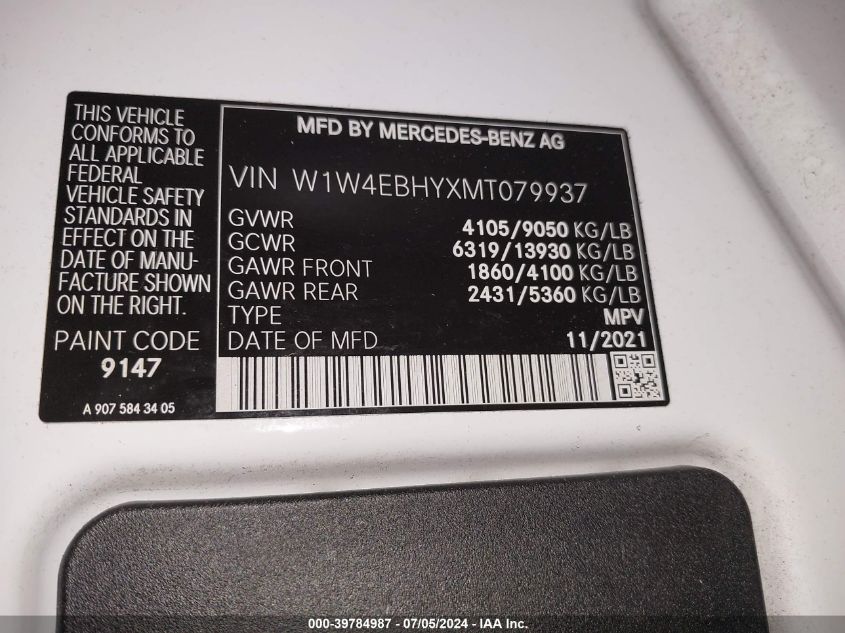 THIS VEHICLE
CONFORMS TO
ALL APPLICABLE
FEDERAL
VEHICLE SAFETY
STANDARDS IN
EFFECT ON THE
DATE OF MANU-
FACTURE SHOWN
ON THE RIGHT.
PAINT CODE
9147
A 907 584 34 05
MFD BY MERCEDES-BENZ AG
VIN W1W4EBHYXMT079937
GVWR 4105/9050 KG/LB
GCWR 6319/13930 KG/LB
GAWR FRONT 1860/4100 KG/LB
GAWR REAR 2431/5360 KG/LB
TYPE MPV
DATE OF MFD 11/2021
000-39784987 - 07/05/2024 - IAA Inc.